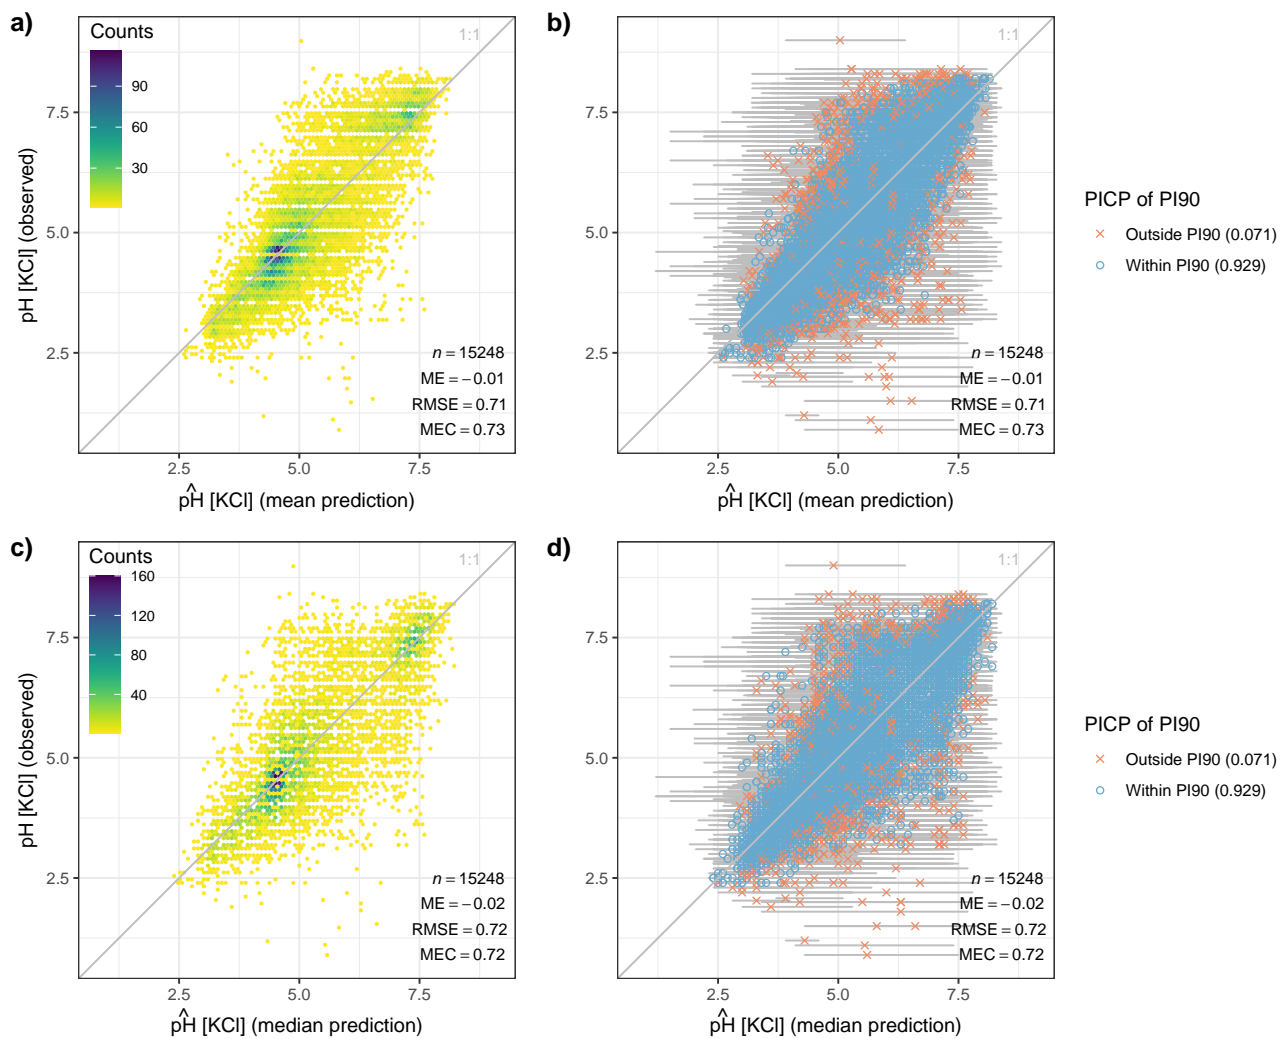 a)
Counts
90
60
30
1:1
7.5
5.0
2.5
pH [KCl] (observed)
n = 15248
ME = −0.01
RMSE = 0.71
MEC = 0.73
2.5 5.0 7.5
p̂H [KCl] (mean prediction)
b)
1:1
7.5
5.0
2.5
n = 15248
ME = −0.01
RMSE = 0.71
MEC = 0.73
2.5 5.0 7.5
p̂H [KCl] (mean prediction)
PICP of PI90
Outside PI90 (0.071)
Within PI90 (0.929)
c)
Counts
160
120
80
40
1:1
7.5
5.0
2.5
pH [KCl] (observed)
n = 15248
ME = −0.02
RMSE = 0.72
MEC = 0.72
2.5 5.0 7.5
p̂H [KCl] (median prediction)
d)
1:1
7.5
5.0
2.5
n = 15248
ME = −0.02
RMSE = 0.72
MEC = 0.72
2.5 5.0 7.5
p̂H [KCl] (median prediction)
PICP of PI90
Outside PI90 (0.071)
Within PI90 (0.929)